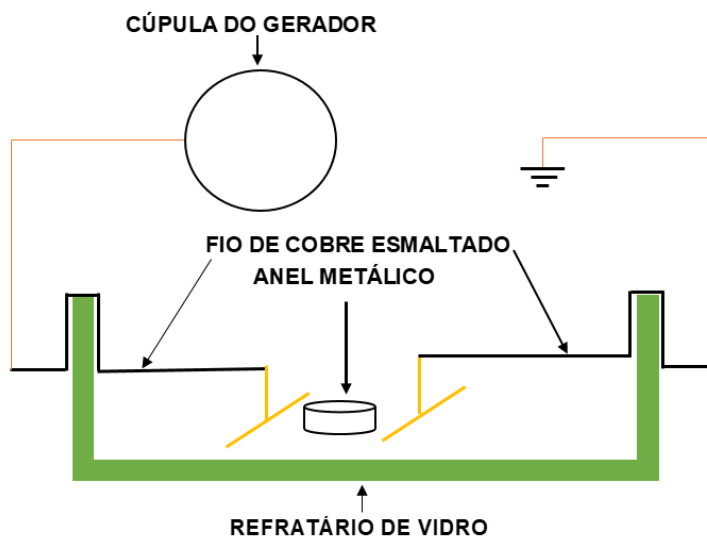 CÚPULA DO GERADOR
FIO DE COBRE ESMALTADO
ANEL METÁLICO
REFRATÁRIO DE VIDRO